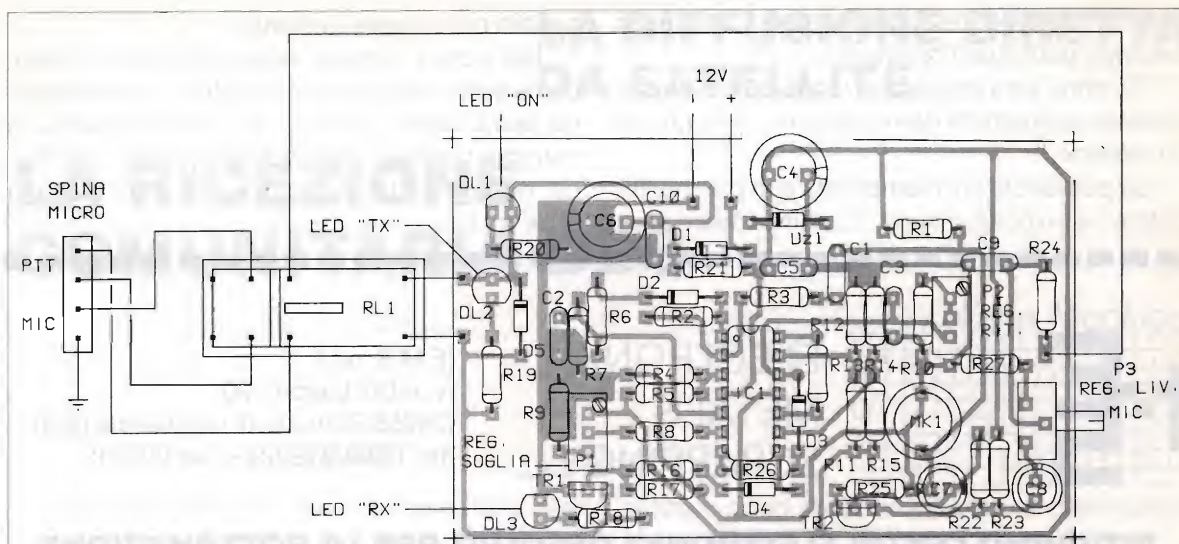 12V
- +
LED "ON"
SPINA
MICRO
PTT
MIC
LED "TX"
DL1
DL2
RL1
R20
C6
C10
D1
R21
C4
Dz1
C5
C1
R1
C9
R24
C3
P2
REG.
RIT.
D2
R2
R3
C2
R6
R12
D5
R7
R19
R4
R5
IC1
R13
R14
R10
R27
P3
REG. LIV.
MIC
R9
R8
D3
MK1
REG.
SOGLIA
P1
R16
R17
R26
R11
R15
TR1
D4
R25
C7
C8
LED "RX"
DL3
R18
TR2
R22
R23